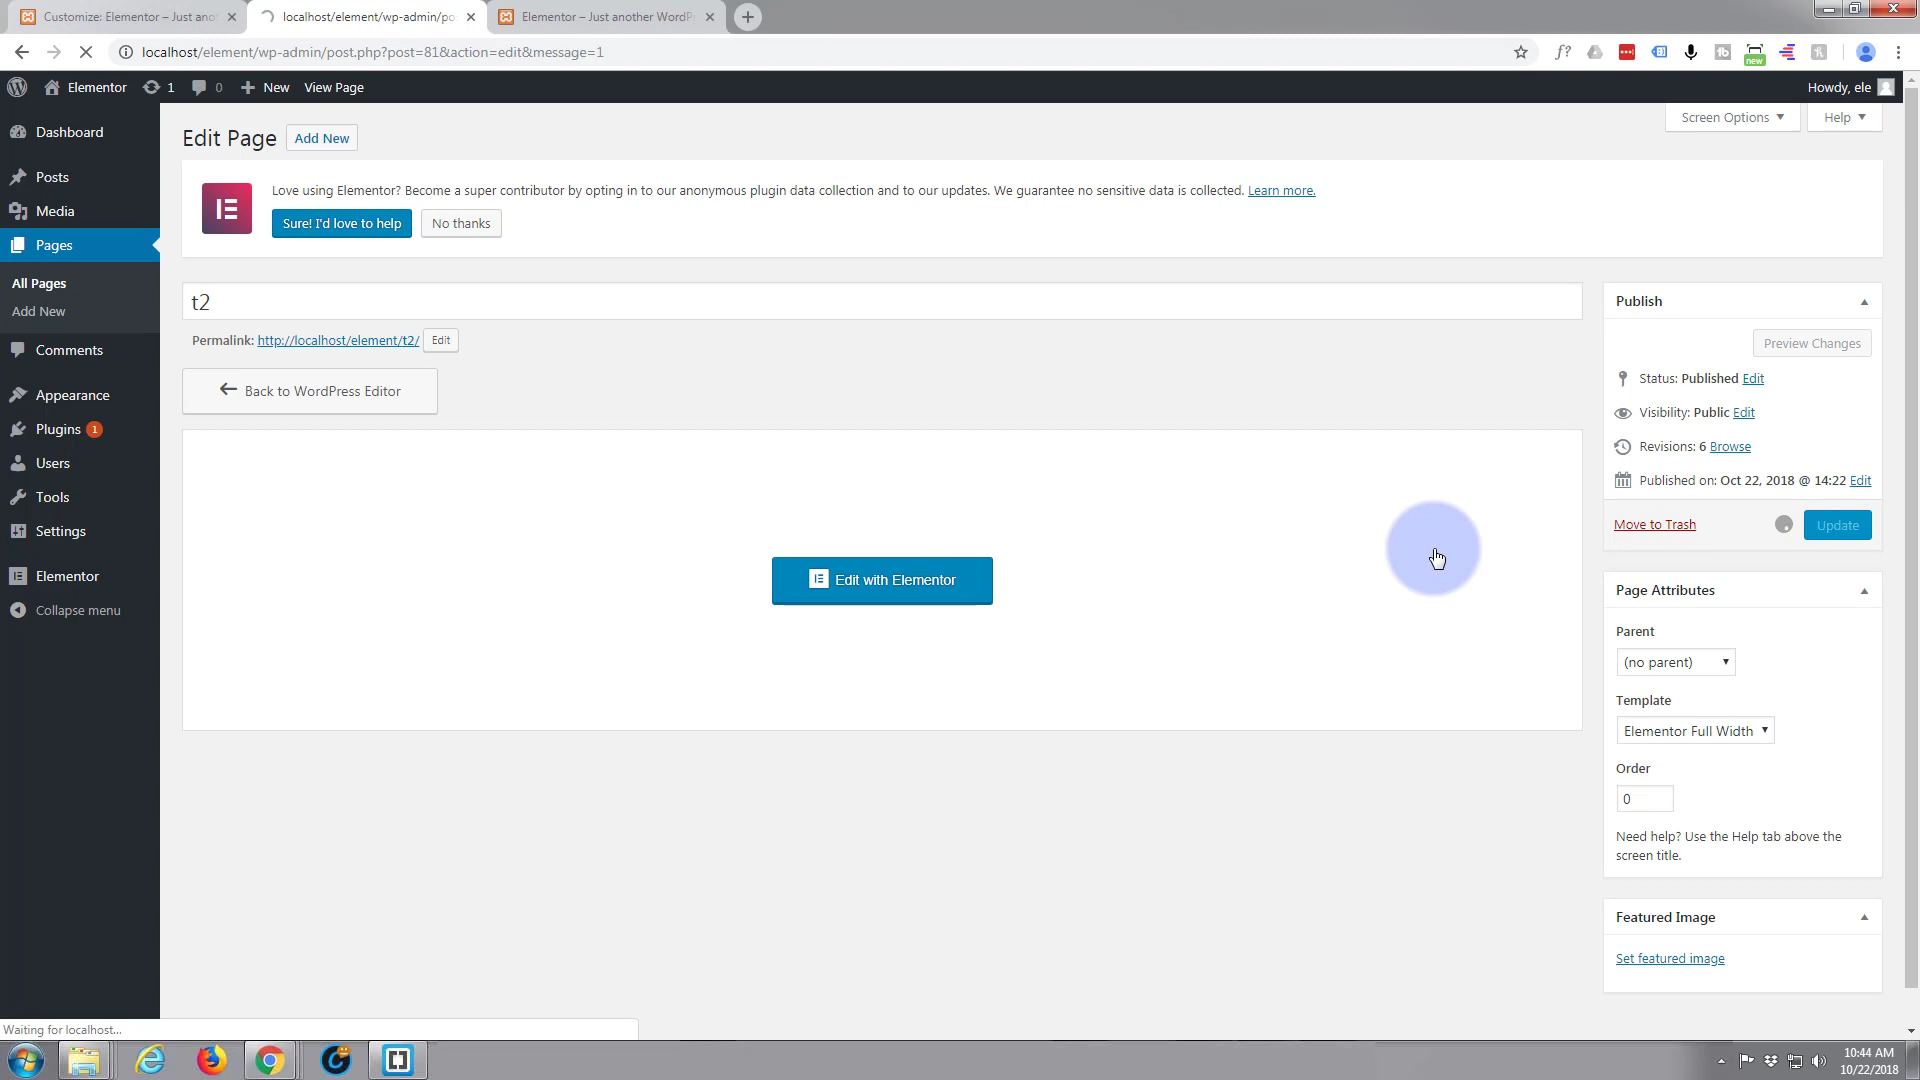 Customize: Elementor – Just ano
localhost/element/wp-admin/po
Elementor – Just another WordP
localhost/element/wp-admin/post.php?post=81&action=edit&message=1
f?
new
Elementor
1
0
New
View Page
Howdy, ele
Dashboard
Posts
Media
Pages
All Pages
Add New
Comments
Appearance
Plugins 1
Users
Tools
Settings
Elementor
Collapse menu
Screen Options
Help
Edit Page
Add New
Love using Elementor? Become a super contributor by opting in to our anonymous plugin data collection and to our updates. We guarantee no sensitive data is collected. Learn more.
Sure! I'd love to help
No thanks
t2
Permalink: http://localhost/element/t2/ Edit
Back to WordPress Editor
Edit with Elementor
Publish
Preview Changes
Status: Published Edit
Visibility: Public Edit
Revisions: 6 Browse
Published on: Oct 22, 2018 @ 14:22 Edit
Move to Trash
Update
Page Attributes
Parent
(no parent)
Template
Elementor Full Width
Order
0
Need help? Use the Help tab above the
screen title.
Featured Image
Set featured image
Waiting for localhost...
10:44 AM
10/22/2018